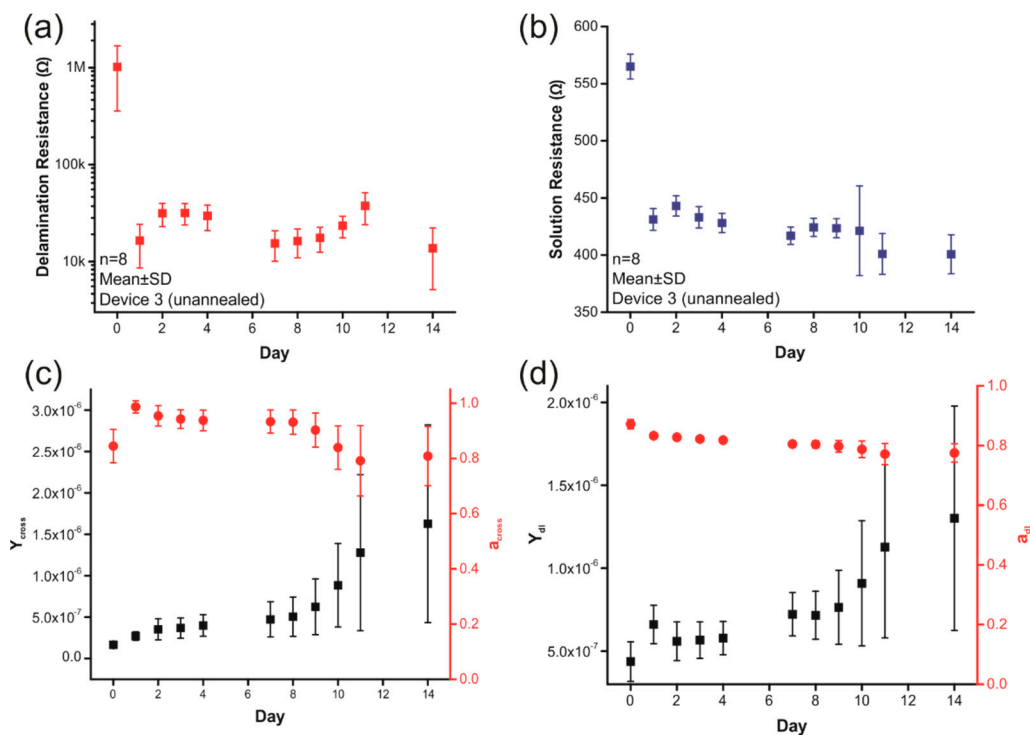 (a)
Delamination Resistance (Ω)
1M
100k
10k
n=8
Mean±SD
Device 3 (unannealed)
0 2 4 6 8 10 12 14
Day
(b)
Solution Resistance (Ω)
600
550
500
450
400
350
n=8
Mean±SD
Device 3 (unannealed)
0 2 4 6 8 10 12 14
Day
(c)
Y_cross
3.0x10⁻⁶
2.5x10⁻⁶
2.0x10⁻⁶
1.5x10⁻⁶
1.0x10⁻⁶
5.0x10⁻⁷
0.0
1.0
0.8
0.6
0.4
0.2
0.0
a_cross
0 2 4 6 8 10 12 14
Day
(d)
Y_dl
2.0x10⁻⁶
1.5x10⁻⁶
1.0x10⁻⁶
5.0x10⁻⁷
1.0
0.8
0.6
0.4
0.2
0.0
a_dl
0 2 4 6 8 10 12 14
Day